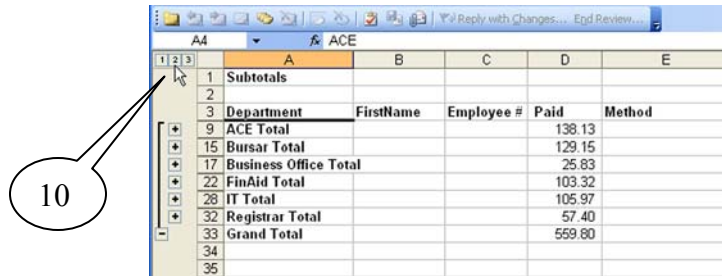 Reply with Changes... End Review...
A4 fx ACE
1 2 3 A B C D E
1 Subtotals
2
3 Department FirstName Employee # Paid Method
9 ACE Total 138.13
15 Bursar Total 129.15
17 Business Office Total 25.83
22 FinAid Total 103.32
28 IT Total 105.97
32 Registrar Total 57.40
33 Grand Total 559.80
34
35
10